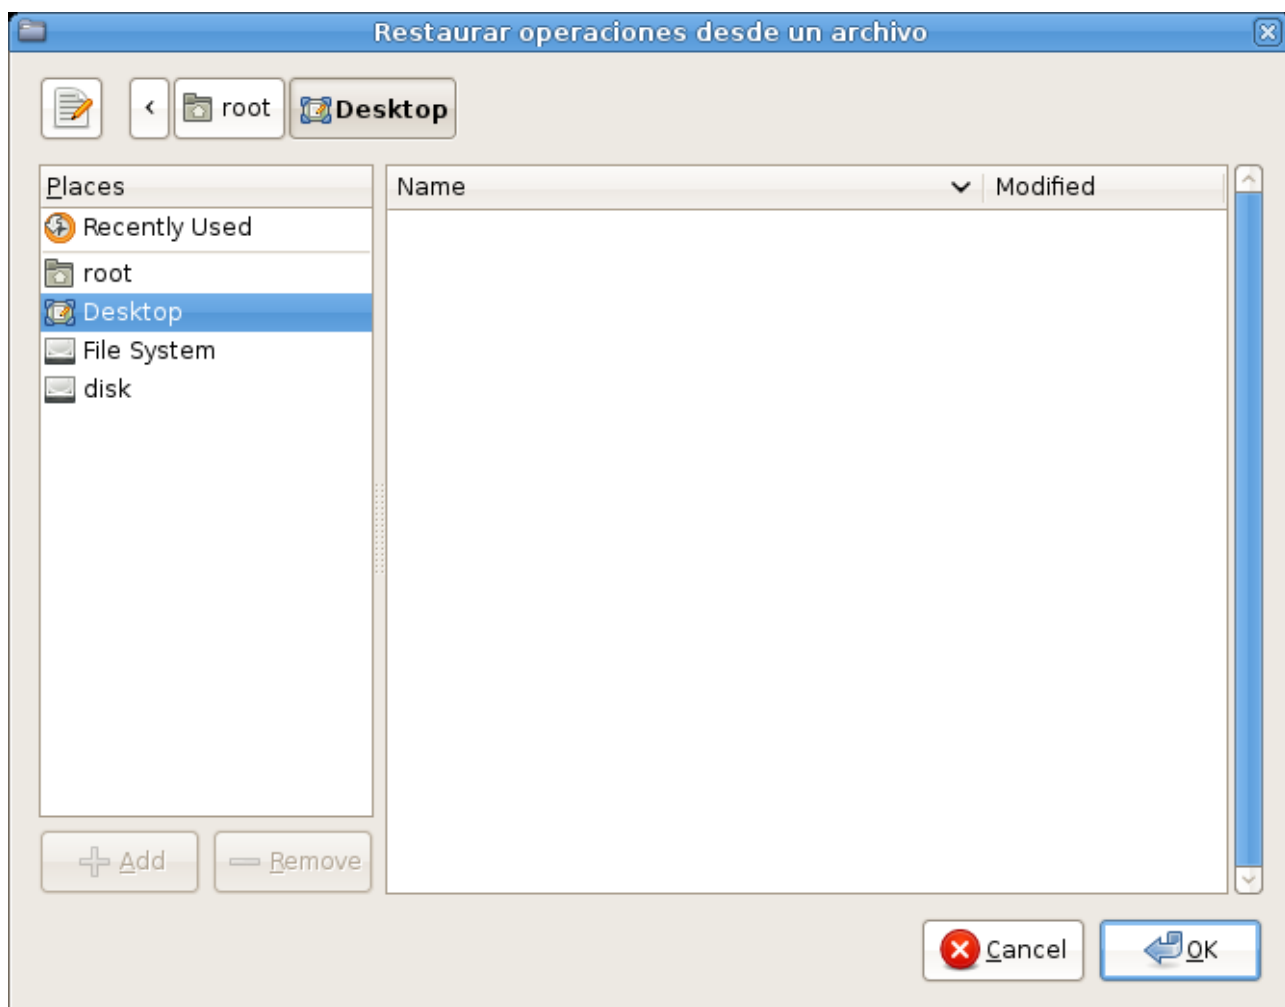 Restaurar operaciones desde un archivo
root
Desktop
Places
Name
Modified
Recently Used
root
Desktop
File System
disk
Add
Remove
Cancel
OK